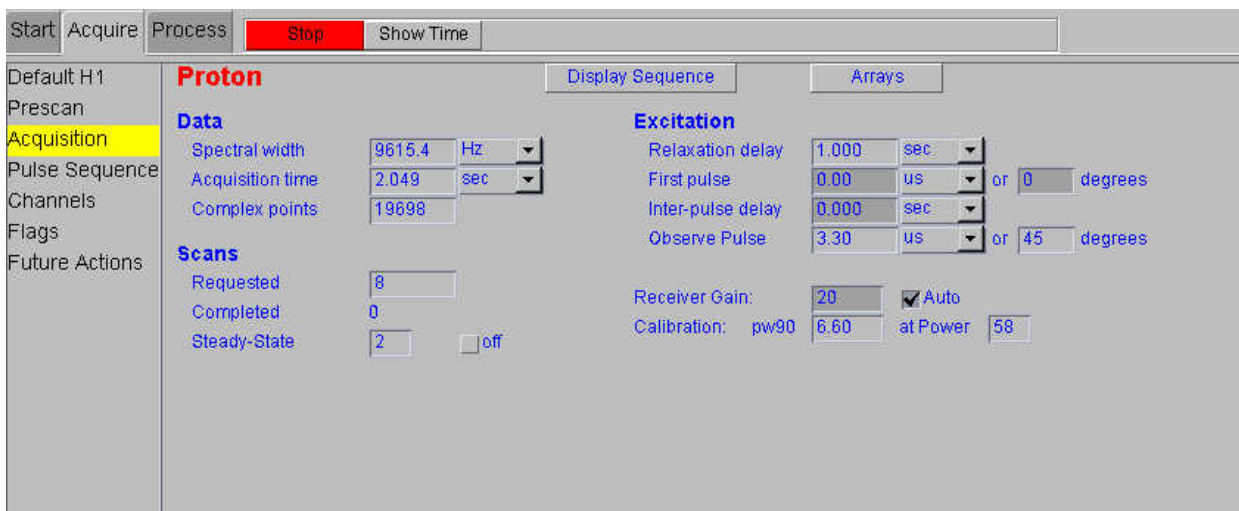 Start Acquire Process Stop Show Time
Default H1
Prescan
Acquisition
Pulse Sequence
Channels
Flags
Future Actions
Proton Display Sequence Arrays
Data
Spectral width 9615.4 Hz
Acquisition time 2.049 sec
Complex points 19698
Scans
Requested 8
Completed 0
Steady-State 2 off
Excitation
Relaxation delay 1.000 sec
First pulse 0.00 us or 0 degrees
Inter-pulse delay 0.000 sec
Observe Pulse 3.30 us or 45 degrees
Receiver Gain: 20 Auto
Calibration: pw90 6.60 at Power 58